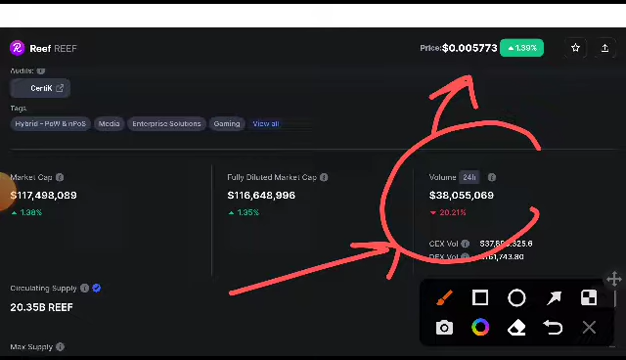 Reef REEF
Price: $0.005773 1.39%
Audits
CertiK
Tags
Hybrid - PoW & nPoS Media Enterprise Solutions Gaming View all
Market Cap Fully Diluted Market Cap Volume 24h
$117,498,089 $116,648,996 $38,055,069
1.38% 1.35% 20.21%
CEX Vol
DEX Vol
Circulating Supply
20.35B REEF
Max Supply